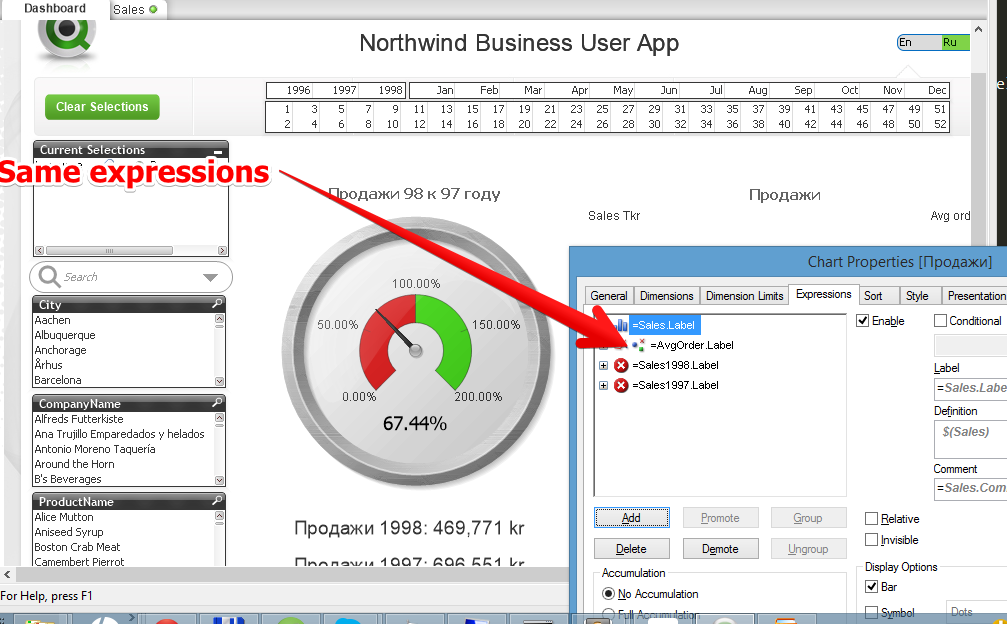 Dashboard
Sales
Northwind Business User App
En Ru
Clear Selections
1996 1997 1998 Jan Feb Mar Apr May Jun Jul Aug Sep Oct Nov Dec
1 3 5 7 9 11 13 15 17 19 21 23 25 27 29 31 33 35 37 39 41 43 45 47 49 51
2 4 6 8 10 12 14 16 18 20 22 24 26 28 30 32 34 36 38 40 42 44 46 48 50 52
Current Selections
Same expressions
Продажи 98 к 97 году
Продажи
Sales Tkr
Avg ord
Search
City
Aachen
Albuquerque
Anchorage
Århus
Barcelona
CompanyName
Alfreds Futterkiste
Ana Trujillo Emparedados y helados
Antonio Moreno Taquería
Around the Horn
B's Beverages
ProductName
Alice Mutton
Aniseed Syrup
Boston Crab Meat
Camembert Pierrot
100.00%
50.00%
150.00%
0.00%
200.00%
67.44%
Продажи 1998: 469,771 kr
Продажи 1997: 696,551 kr
Chart Properties [Продажи]
General Dimensions Dimension Limits Expressions Sort Style Presentation
=Sales.Label
=AvgOrder.Label
=Sales1998.Label
=Sales1997.Label
Enable
Conditional
Label
=Sales.Labe
Definition
$(Sales)
Comment
=Sales.Com
Add Promote Group
Delete Demote Ungroup
Relative
Invisible
Accumulation
No Accumulation
Full Accumulation
Display Options
Bar
Symbol
Dots
For Help, press F1